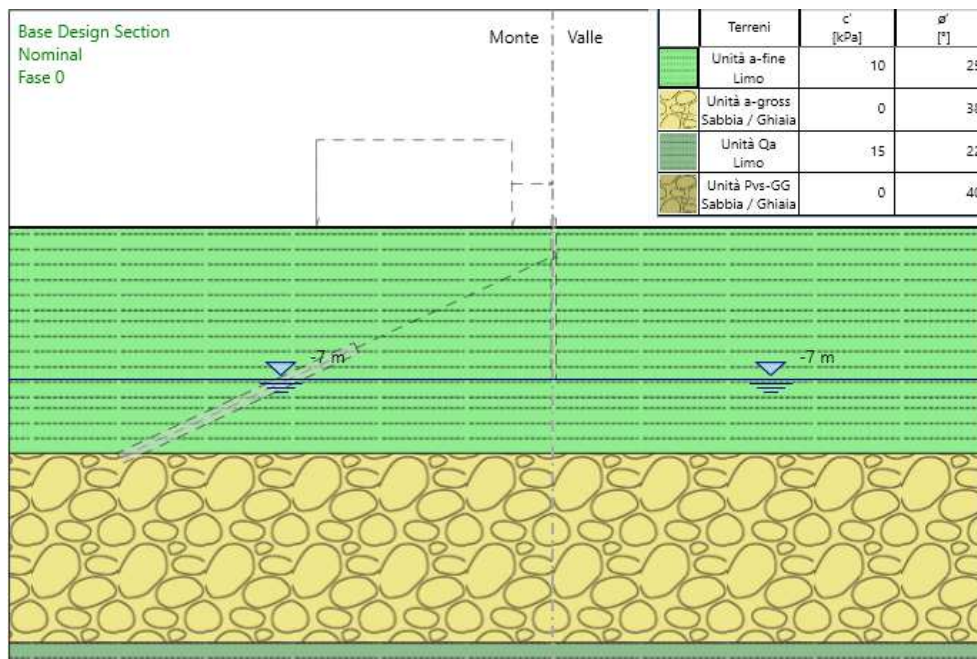 Base Design Section
Nominal
Fase 0
Monte
Valle
Terreni
c'
[kPa]
ø'
[°]
Unità a-fine
Limo
10
25
Unità a-gross
Sabbia / Ghiaia
0
Unità Qa
Limo
15
22
Unità Pvs-GG
Sabbia / Ghiaia
0
40
-7 m
-7 m